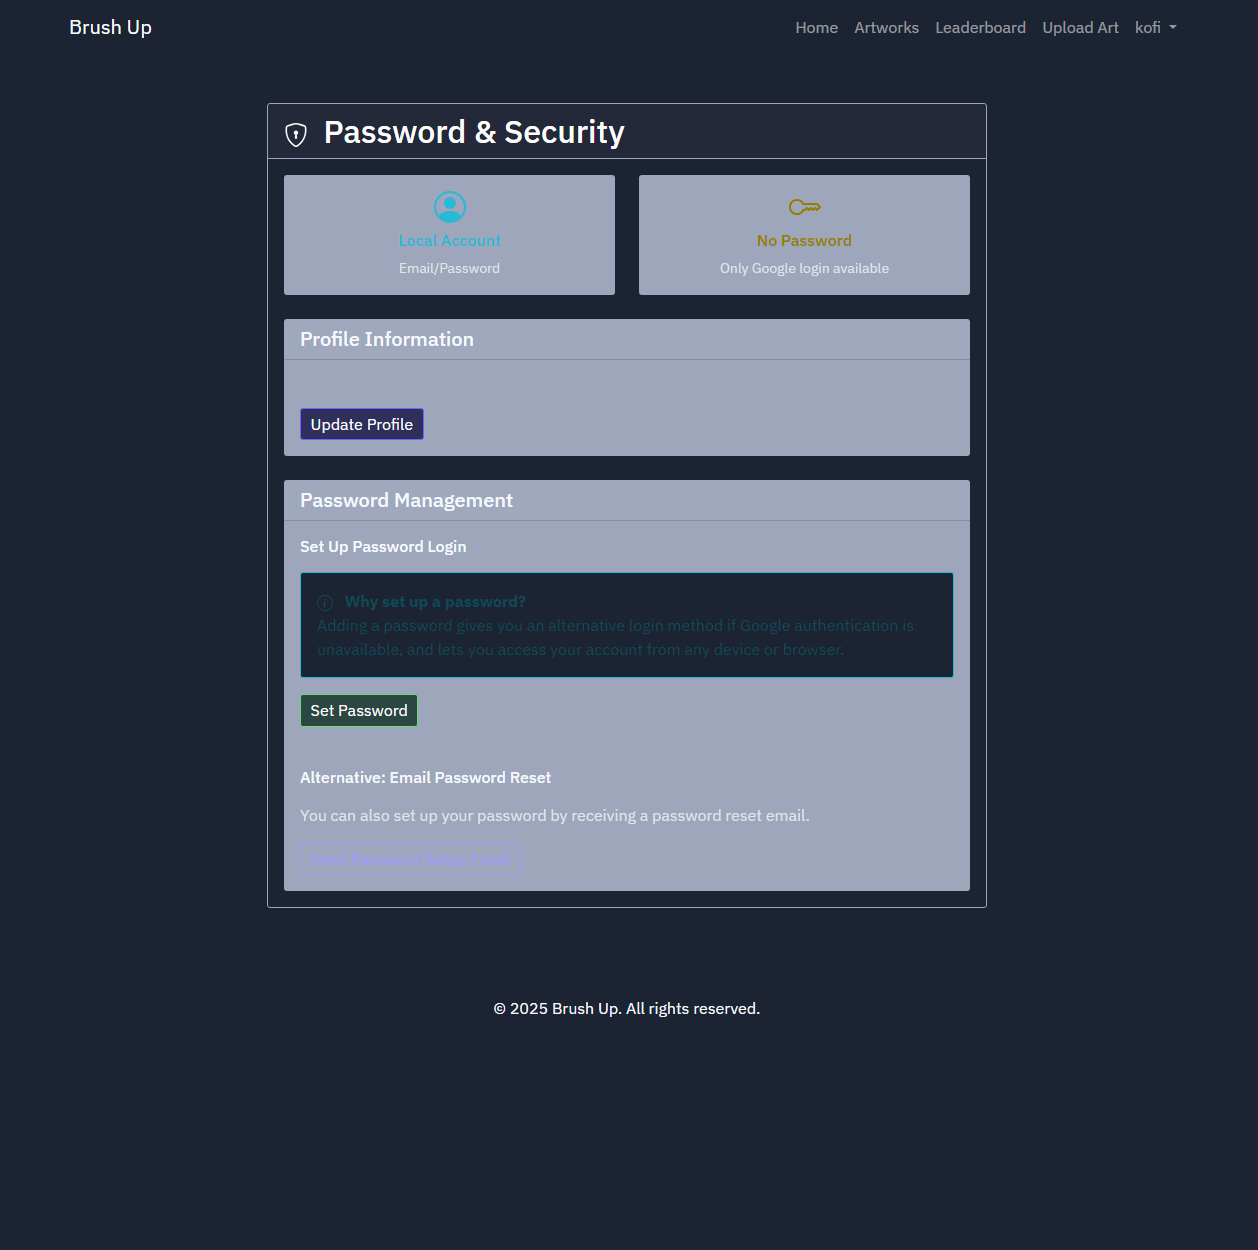 Brush Up
Home Artworks Leaderboard Upload Art kofi
Password & Security
Local Account
Email/Password
No Password
Only Google login available
Profile Information
Update Profile
Password Management
Set Up Password Login
Why set up a password?
Adding a password gives you an alternative login method if Google authentication is
unavailable, and lets you access your account from any device or browser.
Set Password
Alternative: Email Password Reset
You can also set up your password by receiving a password reset email.
Send Password Setup Email
© 2025 Brush Up. All rights reserved.